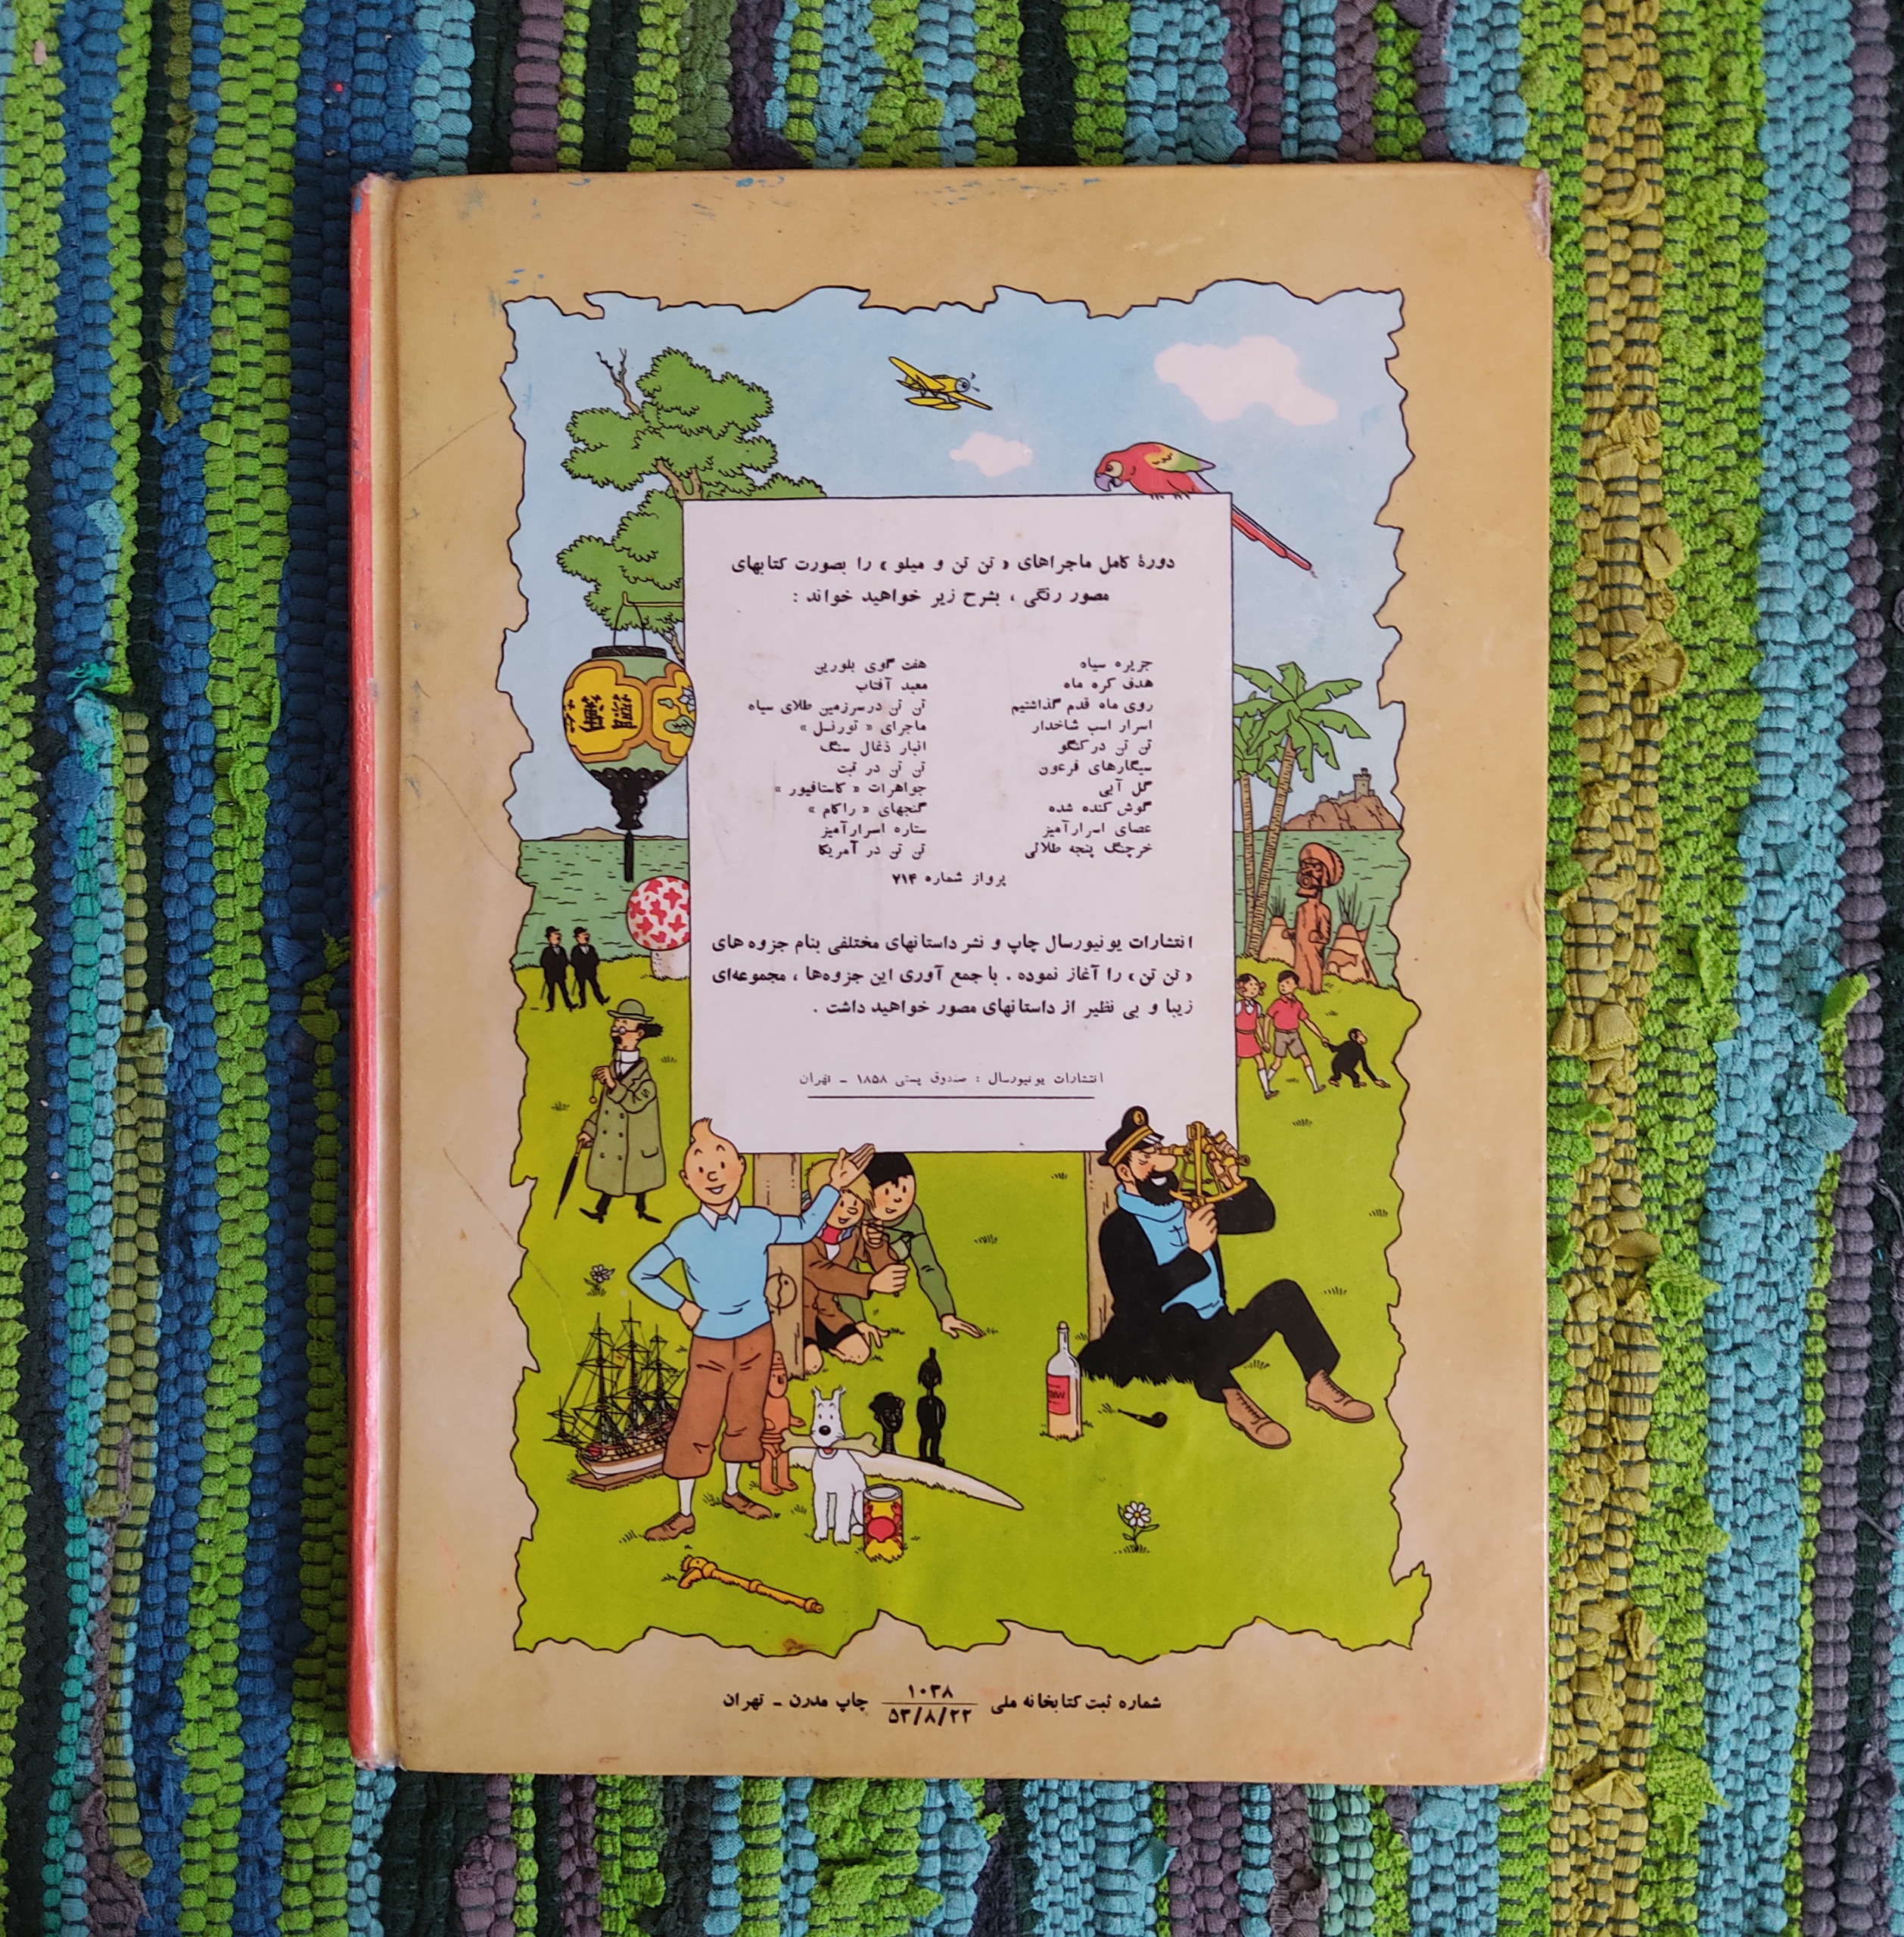 دورهٔ کامل ماجراهای «تن تن و میلو» را بصورت کتابهای
مصور رنگی ، بشرح زیر خواهید خواند :
جزیره سیاه
هدف کره ماه
روی ماه قدم گذاشتیم
اسرار اسب شاخدار
تن تن در کنگو
سیگارهای فرعون
گل آبی
گوش کنده شده
عصای اسرارآمیز
خرچنگ پنجه طلائی
هفت گوی بلورین
معبد آفتاب
تن تن در سرزمین طلای سیاه
ماجرای « تورنسل »
انبار ذغال سنگ
تن تن در تبت
جواهرات « کاستافیور »
گنجهای « راکام »
ستاره اسرارآمیز
تن تن در آمریکا
پرواز شماره ۷۱۴
انتشارات یونیورسال چاپ و نشر داستانهای مختلفی بنام جزوه های
«تن تن» را آغاز نموده . با جمع آوری این جزوه‌ها ، مجموعه‌ای
زیبا و بی نظیر از داستانهای مصور خواهید داشت .
انتشارات یونیورسال : صندوق پستی ۱۸۵۸ ـ تهران
شماره ثبت کتابخانه ملی ۱۰۳۸ ۵۳/۸/۲۲ چاپ مدرن ـ تهران